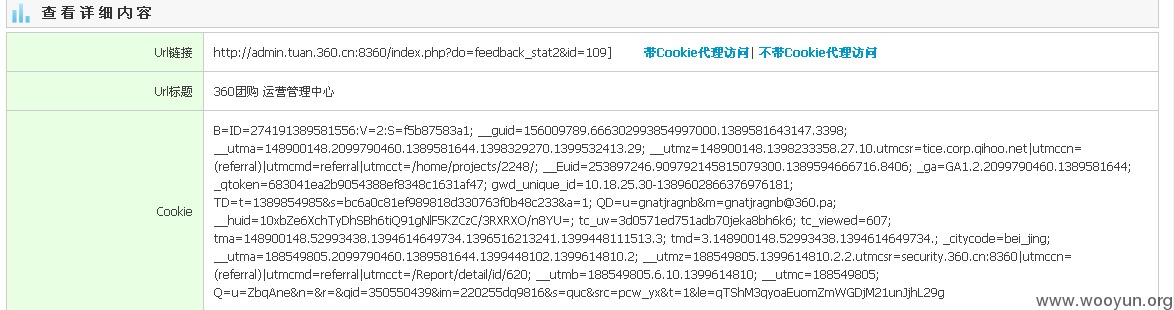 查看详细内容
Url链接 http://admin.tuan.360.cn:8360/index.php?do=feedback_stat2&id=109] 带Cookie代理访问| 不带Cookie代理访问
Url标题 360团购 运营管理中心
B=ID=274191389581556:V=2:S=f5b87583a1; __guid=156009789.666302993854997000.1389581643147.3398;
__utma=148900148.2099790460.1389581644.1398329270.1399532413.29; __utmz=148900148.1398233358.27.10.utmcsr=tice.corp.qihoo.net|utmccn=
(referral)|utmcmd=referral|utmcct=/home/projects/2248/; __Euid=253897246.909792145815079300.1389594666716.8406; _ga=GA1.2.2099790460.1389581644;
_qtoken=683041ea2b9054388ef8348c1631af47; gwd_unique_id=10.18.25.30-1389602866376976181;
TD=t=1389854985&s=bc6a0c81ef989818d330763f0b48c233&a=1; QD=u=gnatjragnb&m=gnatjragnb@360.pa;
Cookie __huid=10xbZe6XchTyDhSBh6tiQ91gNlF5KZCzC/3RXRXO/n8YU=; tc_uv=3d0571ed751adb70jeka8bh6k6; tc_viewed=607;
tma=148900148.52993438.1394614649734.1396516213241.1399448111513.3; tmd=3.148900148.52993438.1394614649734.; _citycode=bei_jing;
__utma=188549805.2099790460.1389581644.1399448102.1399614810.2; __utmz=188549805.1399614810.2.2.utmcsr=security.360.cn:8360|utmccn=
(referral)|utmcmd=referral|utmcct=/Report/detail/id/620; __utmb=188549805.6.10.1399614810; __utmc=188549805;
Q=u=ZbqAne&n=&r=&qid=350550439&im=220255dq9816&s=quc&src=pcw_yx&t=1&le=qTShM3qyoaEuomZmWGDjM21unJjhL29g
www.wooyun.org